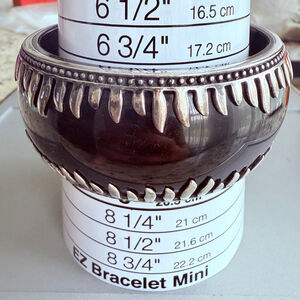 6 1/2" 16.5 cm
6 3/4" 17.2 cm
8 1/4" 21 cm
8 1/2" 21.6 cm
8 3/4" 22.2 cm
EZ Bracelet Mini